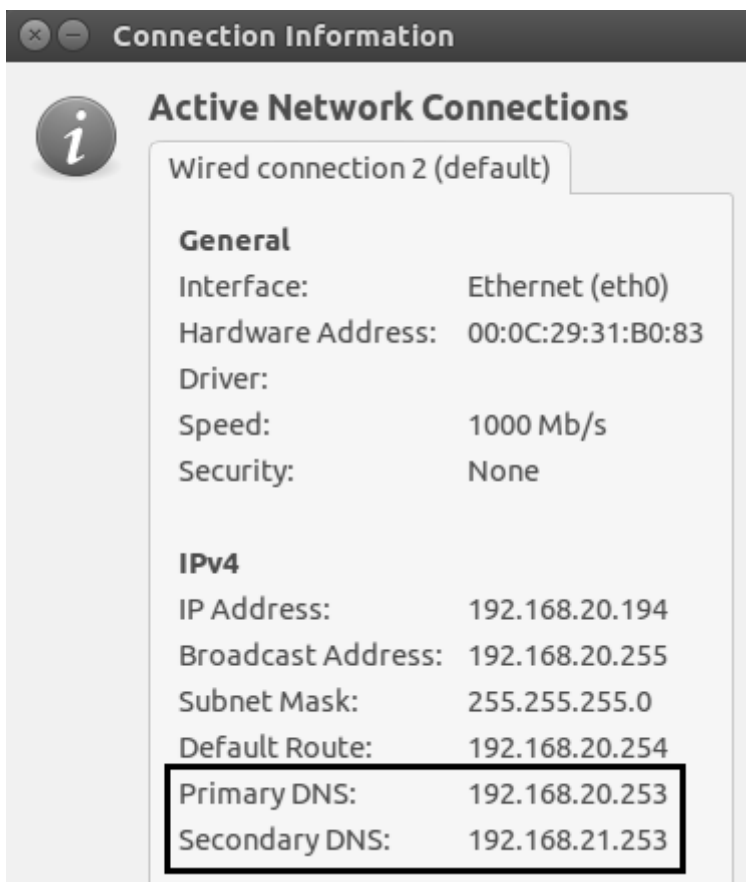 Connection Information
Active Network Connections
Wired connection 2 (default)
General
Interface: Ethernet (eth0)
Hardware Address: 00:0C:29:31:B0:83
Driver:
Speed: 1000 Mb/s
Security: None
IPv4
IP Address: 192.168.20.194
Broadcast Address: 192.168.20.255
Subnet Mask: 255.255.255.0
Default Route: 192.168.20.254
Primary DNS: 192.168.20.253
Secondary DNS: 192.168.21.253